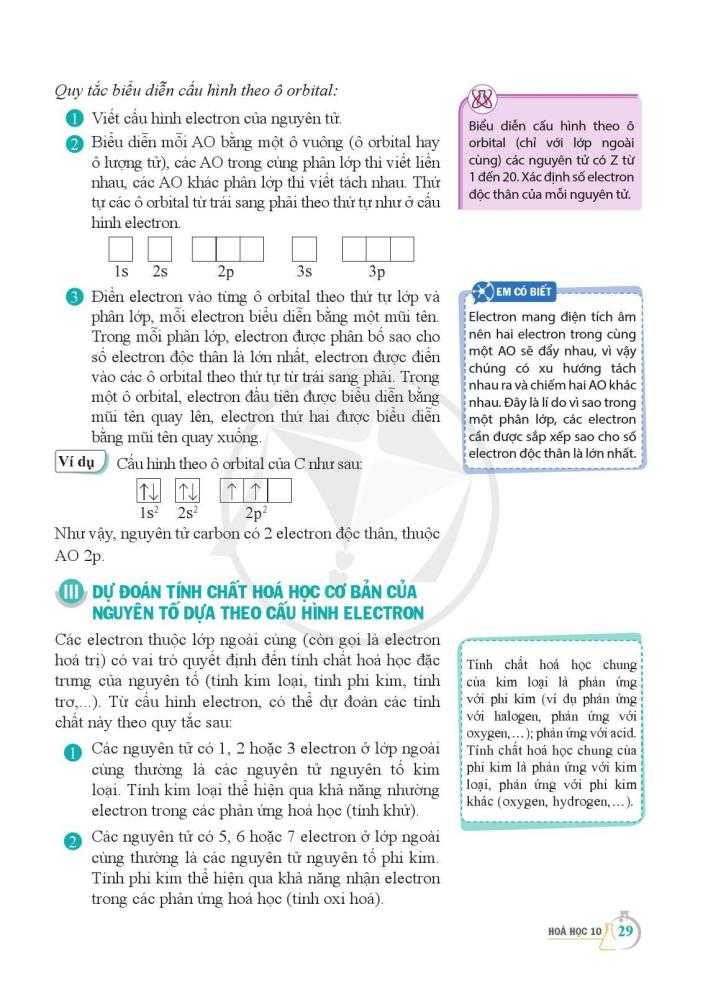 Quy tắc biểu diễn cấu hình theo ô orbital:
1 Viết cấu hình electron của nguyên tử.
2 Biểu diễn mỗi AO bằng một ô vuông (ô orbital hay
ô lượng tử), các AO trong cùng phân lớp thì viết liền
nhau, các AO khác phân lớp thì viết tách nhau. Thứ
tự các ô orbital từ trái sang phải theo thứ tự như ở cấu
hình electron.
1s 2s 2p 3s 3p
3 Điền electron vào từng ô orbital theo thứ tự lớp và
phân lớp, mỗi electron biểu diễn bằng một mũi tên.
Trong mỗi phân lớp, electron được phân bố sao cho
số electron độc thân là lớn nhất, electron được điền
vào các ô orbital theo thứ tự từ trái sang phải. Trong
một ô orbital, electron đầu tiên được biểu diễn bằng
mũi tên quay lên, electron thứ hai được biểu diễn
bằng mũi tên quay xuống.
Ví dụ Cấu hình theo ô orbital của C như sau:
↑↓ ↑↓ ↑ ↑
1s² 2s² 2p²
Như vậy, nguyên tử carbon có 2 electron độc thân, thuộc
AO 2p.
Biểu diễn cấu hình theo ô
orbital (chỉ với lớp ngoài
cùng) các nguyên tử có Z từ
1 đến 20. Xác định số electron
độc thân của mỗi nguyên tử.
EM CÓ BIẾT
Electron mang điện tích âm
nên hai electron trong cùng
một AO sẽ đẩy nhau, vì vậy
chúng có xu hướng tách
nhau ra và chiếm hai AO khác
nhau. Đây là lí do vì sao trong
một phân lớp, các electron
cần được sắp xếp sao cho số
electron độc thân là lớn nhất.
III DỰ ĐOÁN TÍNH CHẤT HOÁ HỌC CƠ BẢN CỦA
NGUYÊN TỐ DỰA THEO CẤU HÌNH ELECTRON
Các electron thuộc lớp ngoài cùng (còn gọi là electron
hoá trị) có vai trò quyết định đến tính chất hoá học đặc
trưng của nguyên tố (tính kim loại, tính phi kim, tính
trơ,...). Từ cấu hình electron, có thể dự đoán các tính
chất này theo quy tắc sau:
1 Các nguyên tử có 1, 2 hoặc 3 electron ở lớp ngoài
cùng thường là các nguyên tử nguyên tố kim
loại. Tính kim loại thể hiện qua khả năng nhường
electron trong các phản ứng hoá học (tính khử).
2 Các nguyên tử có 5, 6 hoặc 7 electron ở lớp ngoài
cùng thường là các nguyên tử nguyên tố phi kim.
Tính phi kim thể hiện qua khả năng nhận electron
trong các phản ứng hoá học (tính oxi hoá).
Tính chất hoá học chung
của kim loại là phản ứng
với phi kim (ví dụ phản ứng
với halogen, phản ứng với
oxygen,...); phản ứng với acid.
Tính chất hoá học chung của
phi kim là phản ứng với kim
loại, phản ứng với phi kim
khác (oxygen, hydrogen,...).
HOÁ HỌC 10 29